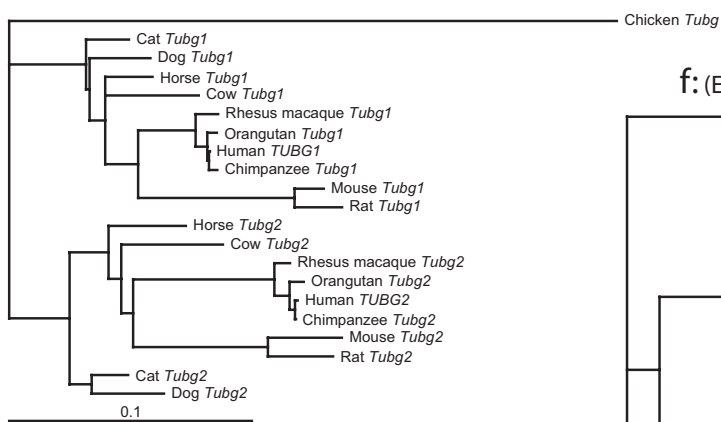 Chicken Tubg
Cat Tubg1
Dog Tubg1
Horse Tubg1
Cow Tubg1
Rhesus macaque Tubg1
Orangutan Tubg1
Human TUBG1
Chimpanzee Tubg1
Mouse Tubg1
Rat Tubg1
Horse Tubg2
Cow Tubg2
Rhesus macaque Tubg2
Orangutan Tubg2
Human TUBG2
Chimpanzee Tubg2
Mouse Tubg2
Rat Tubg2
Cat Tubg2
Dog Tubg2
0.1
f: (E